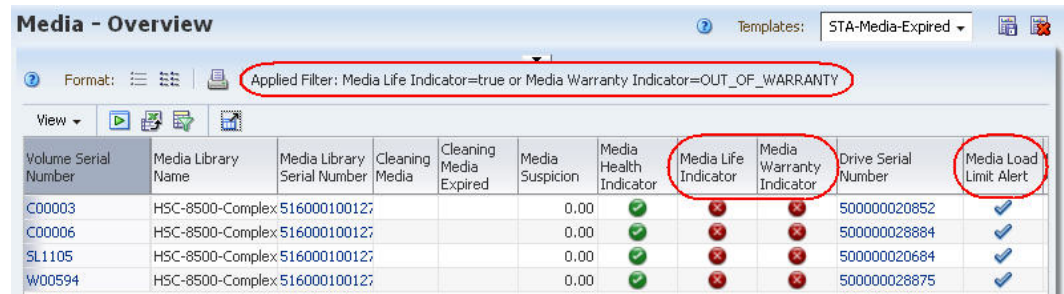 Media - Overview
Templates: STA-Media-Expired
Format:
Applied Filter: Media Life Indicator=true or Media Warranty Indicator=OUT_OF_WARRANTY
View
Volume Serial Number Media Library Name Media Library Serial Number Cleaning Media Cleaning Media Expired Media Suspicion Media Health Indicator Media Life Indicator Media Warranty Indicator Drive Serial Number Media Load Limit Alert
C00003 HSC-8500-Complex 516000100127 0.00 500000020852
C00006 HSC-8500-Complex 516000100127 0.00 500000028884
SL1105 HSC-8500-Complex 516000100127 0.00 500000020684
W00594 HSC-8500-Complex 516000100127 0.00 500000028875